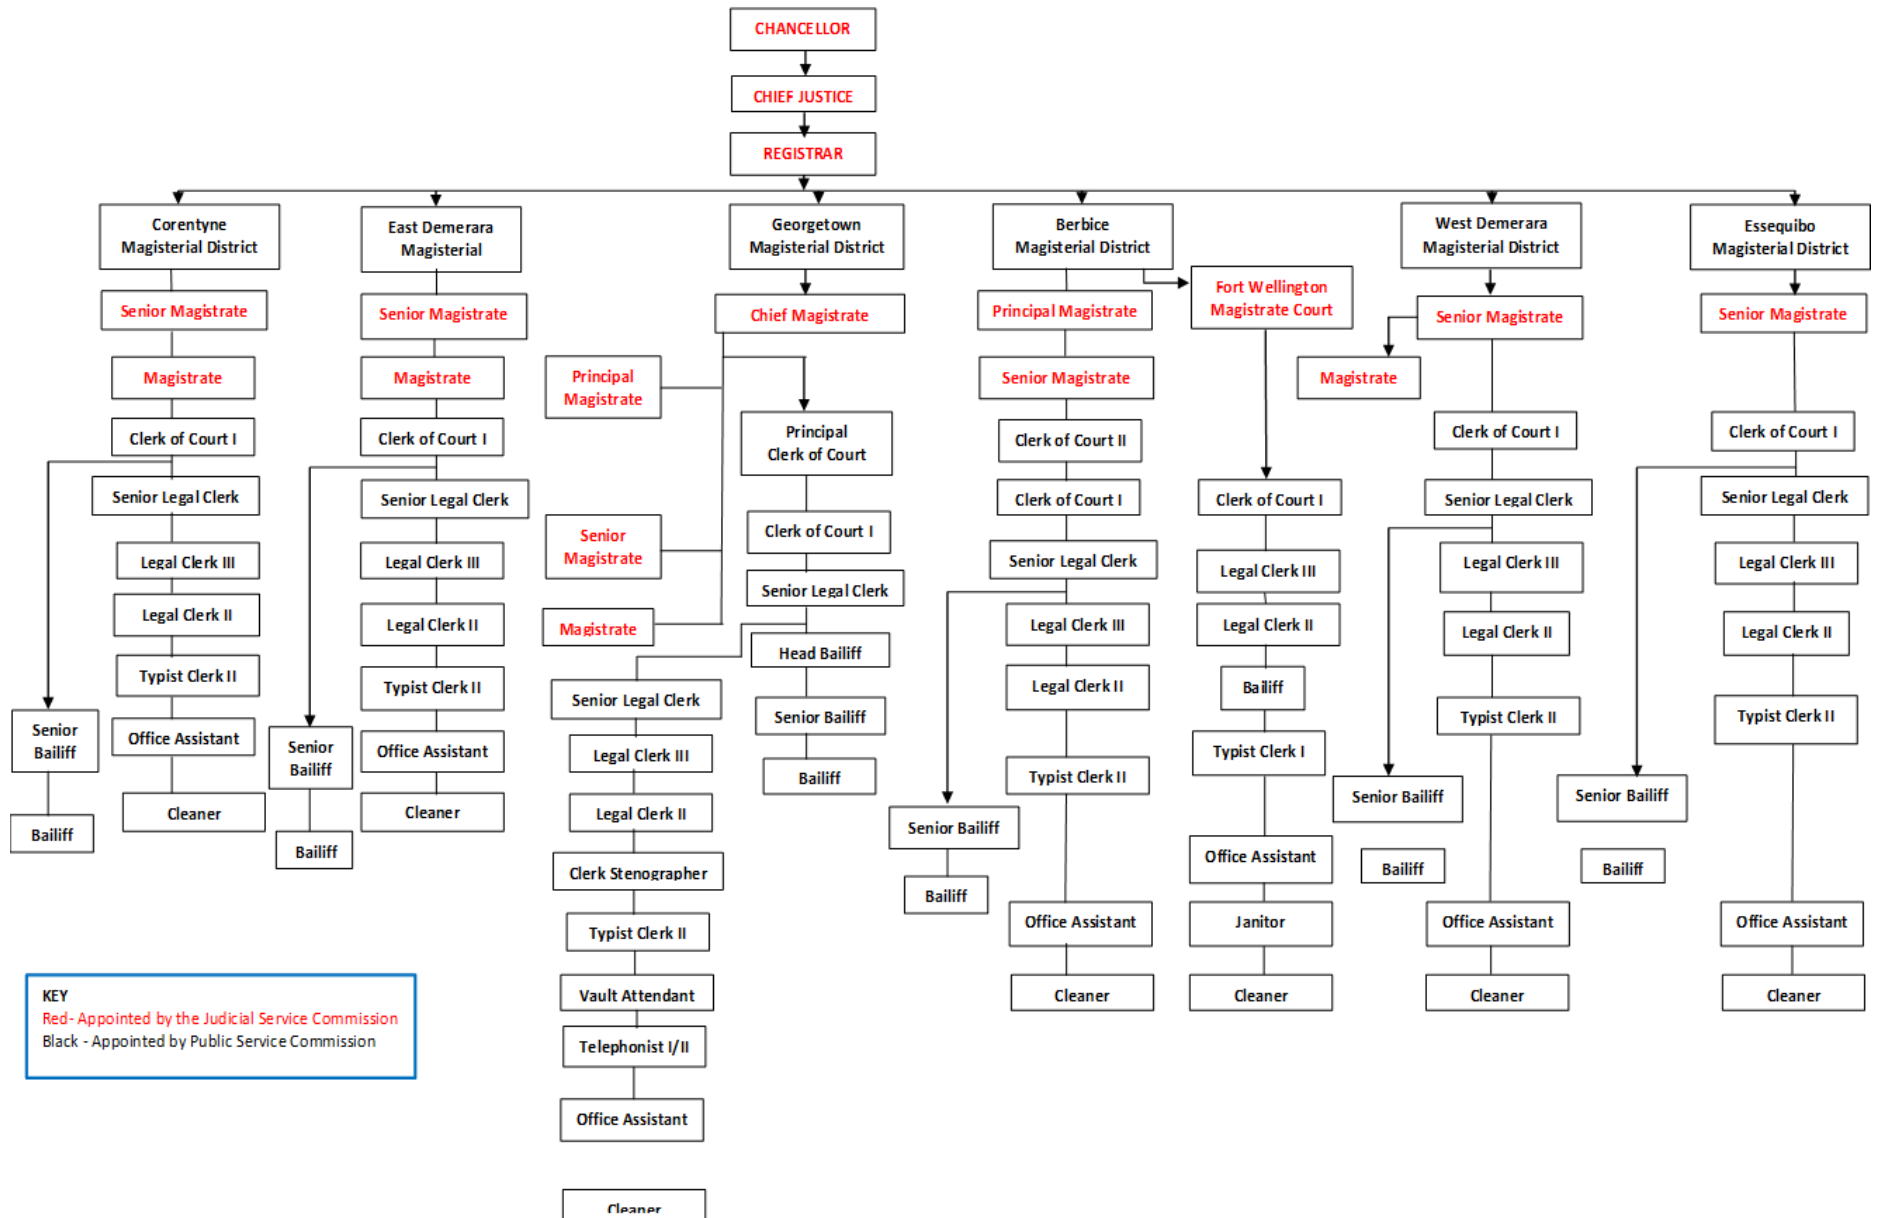 CHANCELLOR
CHIEF JUSTICE
REGISTRAR
Corentyne
Magisterial District
Senior Magistrate
Magistrate
Clerk of Court I
Senior Legal Clerk
Legal Clerk III
Legal Clerk II
Typist Clerk II
Office Assistant
Cleaner
Senior
Bailiff
Bailiff
East Demerara
Magisterial
Senior Magistrate
Magistrate
Clerk of Court I
Senior Legal Clerk
Legal Clerk III
Legal Clerk II
Typist Clerk II
Office Assistant
Cleaner
Senior
Bailiff
Bailiff
Georgetown
Magisterial District
Chief Magistrate
Principal
Magistrate
Senior
Magistrate
Magistrate
Principal
Clerk of Court
Clerk of Court I
Senior Legal Clerk
Head Bailiff
Senior Bailiff
Bailiff
Senior Legal Clerk
Legal Clerk III
Legal Clerk II
Clerk Stenographer
Typist Clerk II
Vault Attendant
Telephonist I/II
Office Assistant
Cleaner
Berbice
Magisterial District
Principal Magistrate
Senior Magistrate
Clerk of Court II
Clerk of Court I
Senior Legal Clerk
Legal Clerk III
Legal Clerk II
Typist Clerk II
Office Assistant
Cleaner
Senior Bailiff
Bailiff
Fort Wellington
Magistrate Court
Clerk of Court I
Legal Clerk III
Legal Clerk II
Bailiff
Typist Clerk I
Office Assistant
Janitor
Cleaner
West Demerara
Magisterial District
Senior Magistrate
Magistrate
Clerk of Court I
Senior Legal Clerk
Legal Clerk III
Legal Clerk II
Typist Clerk II
Office Assistant
Cleaner
Senior Bailiff
Bailiff
Essequibo
Magisterial District
Senior Magistrate
Clerk of Court I
Senior Legal Clerk
Legal Clerk III
Legal Clerk II
Typist Clerk II
Office Assistant
Cleaner
Senior Bailiff
Bailiff
KEY
Red- Appointed by the Judicial Service Commission
Black - Appointed by Public Service Commission